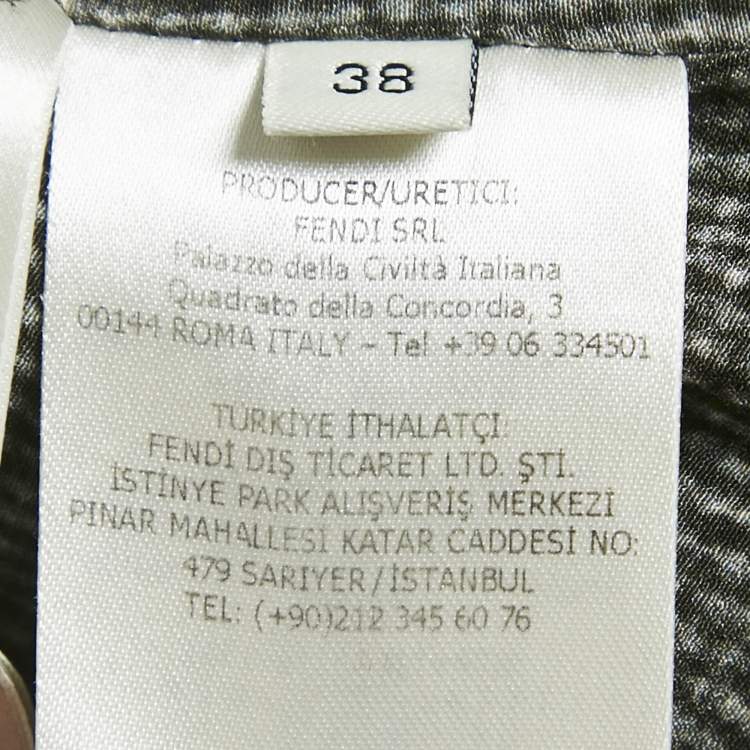 38
PRODUCER/URETICI:
FENDI SRL
Palazzo della Civiltà Italiana
Quadrato della Concordia, 3
00144 ROMA ITALY - Tel +39 06 334501
TÜRKİYE İTHALATÇI:
FENDİ DIŞ TİCARET LTD. ŞTİ.
İSTİNYE PARK ALIŞVERİŞ MERKEZİ
PINAR MAHALLESİ KATAR CADDESİ NO:
479 SARIYER/İSTANBUL
TEL: (+90)212 345 60 76